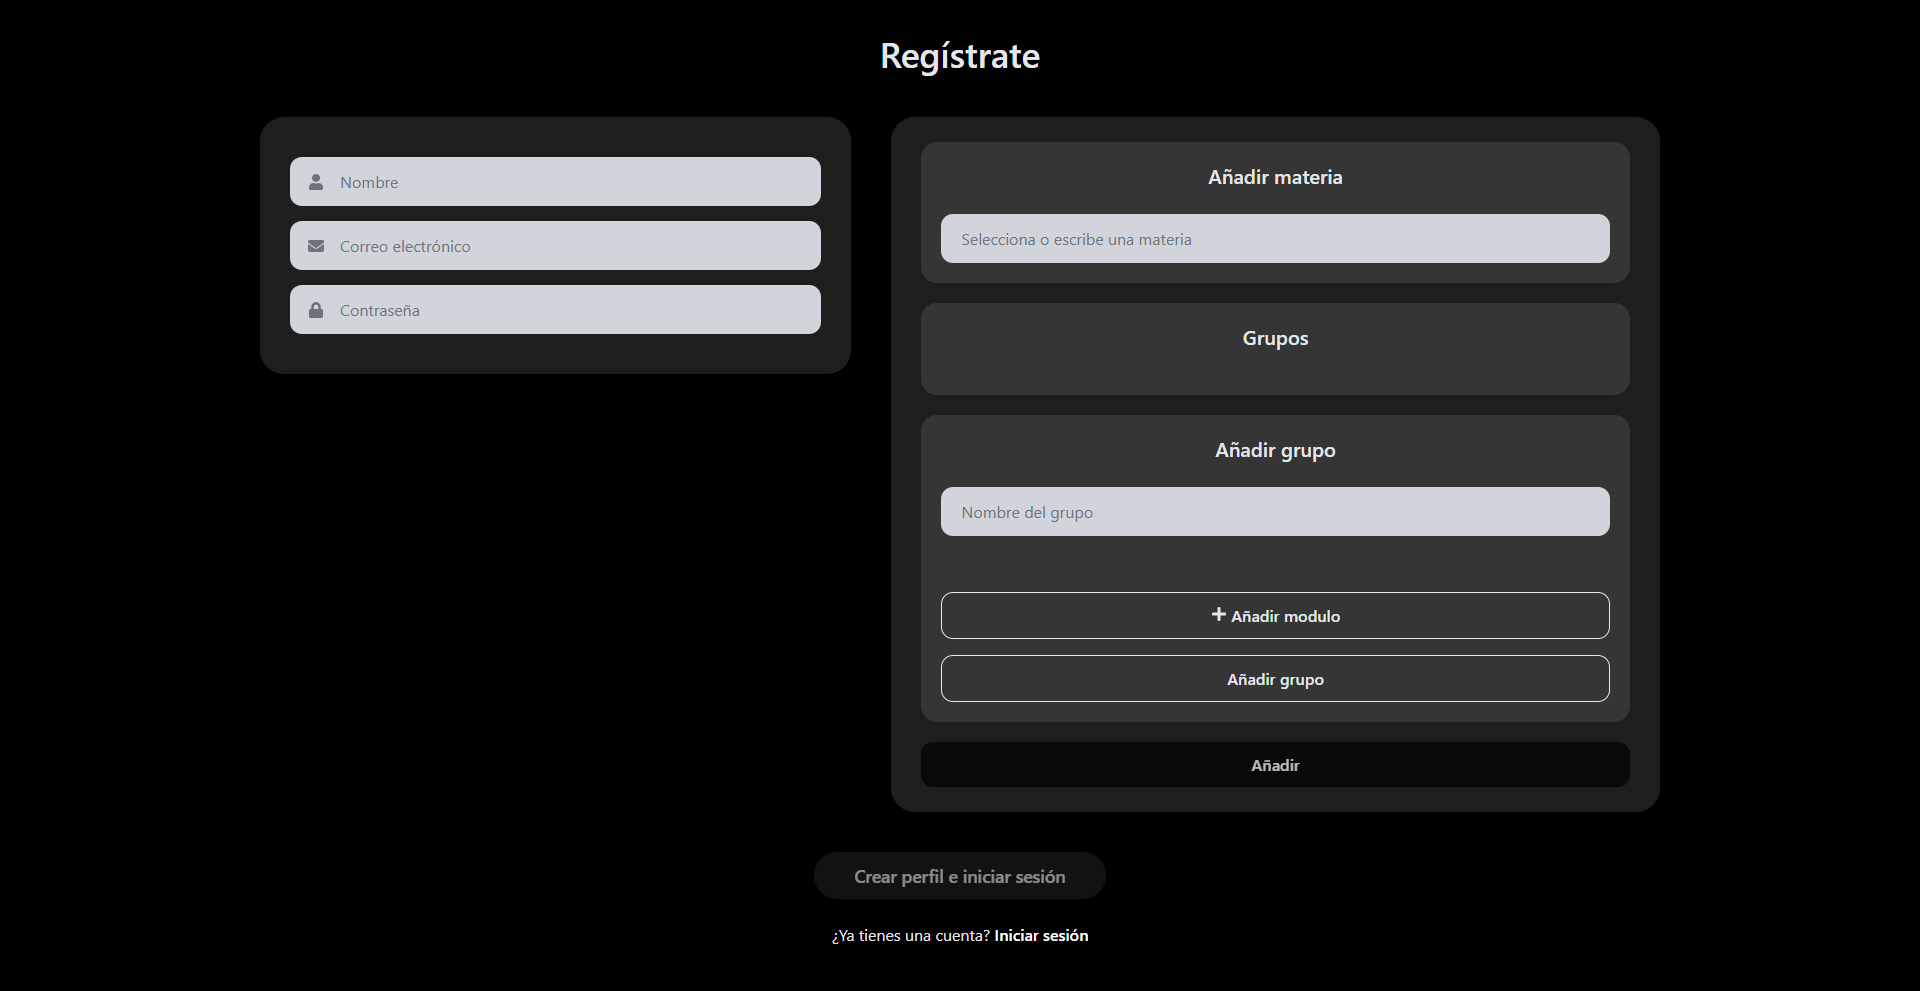 Regístrate
Nombre
Correo electrónico
Contraseña
Añadir materia
Selecciona o escribe una materia
Grupos
Añadir grupo
Nombre del grupo
Añadir modulo
Añadir grupo
Añadir
Crear perfil e iniciar sesión
¿Ya tienes una cuenta? Iniciar sesión